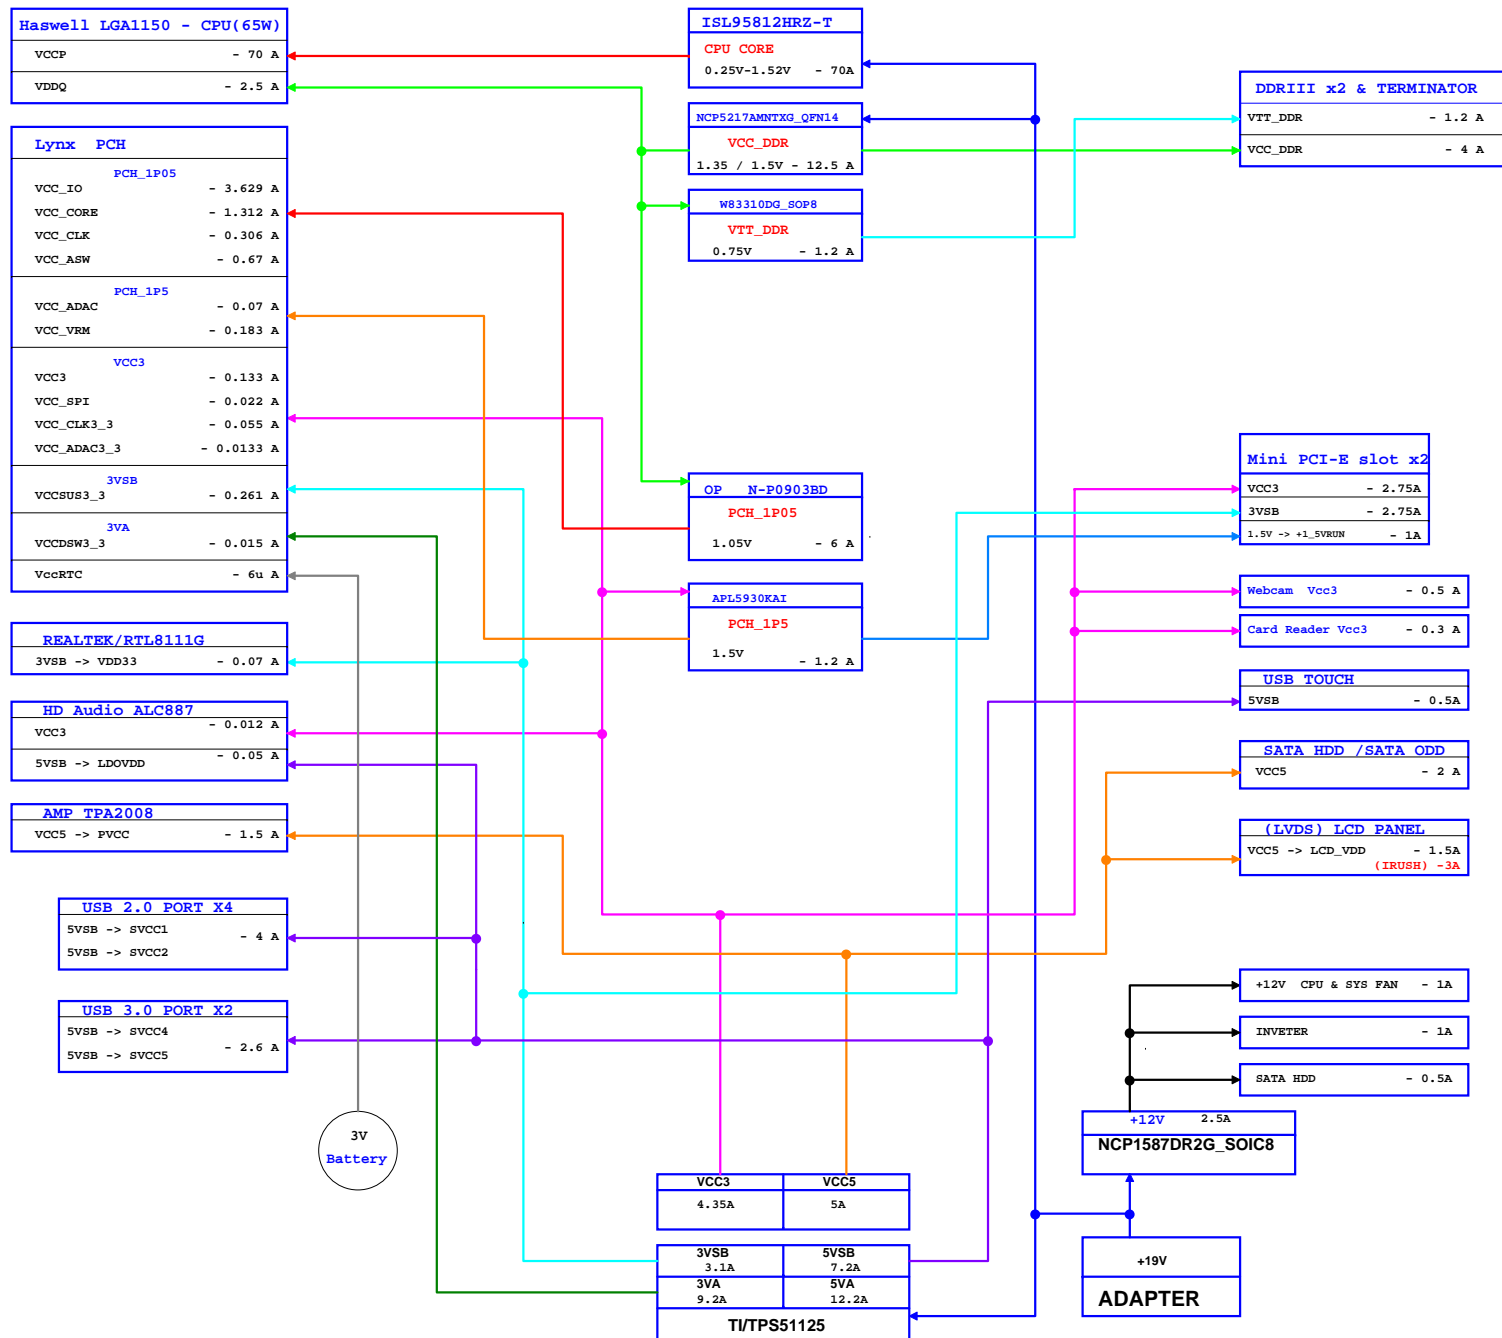 Haswell LGA1150 - CPU(65W)
VCCP - 70 A
VDDQ - 2.5 A
Lynx PCH
PCH_1P05
VCC_IO - 3.629 A
VCC_CORE - 1.312 A
VCC_CLK - 0.306 A
VCC_ASW - 0.67 A
PCH_1P5
VCC_ADAC - 0.07 A
VCC_VRM - 0.183 A
VCC3
VCC3 - 0.133 A
VCC_SPI - 0.022 A
VCC_CLK3_3 - 0.055 A
VCC_ADAC3_3 - 0.0133 A
3VSB
VCCSUS3_3 - 0.261 A
3VA
VCCDSW3_3 - 0.015 A
VccRTC - 6u A
REALTEK/RTL8111G
3VSB -> VDD33 - 0.07 A
HD Audio ALC887
VCC3 - 0.012 A
5VSB -> LDOVDD - 0.05 A
AMP TPA2008
VCC5 -> PVCC - 1.5 A
USB 2.0 PORT X4
5VSB -> SVCC1
- 4 A
5VSB -> SVCC2
USB 3.0 PORT X2
5VSB -> SVCC4
- 2.6 A
5VSB -> SVCC5
3V
Battery
ISL95812HRZ-T
CPU CORE
0.25V-1.52V - 70A
NCP5217AMNTXG_QFN14
VCC_DDR
1.35 / 1.5V - 12.5 A
W83310DG_SOP8
VTT_DDR
0.75V - 1.2 A
OP N-P0903BD
PCH_1P05
1.05V - 6 A
APL5930KAI
PCH_1P5
1.5V
- 1.2 A
VCC3 VCC5
4.35A 5A
3VSB 5VSB
3.1A 7.2A
3VA 5VA
9.2A 12.2A
TI/TPS51125
DDRIII x2 & TERMINATOR
VTT_DDR - 1.2 A
VCC_DDR - 4 A
Mini PCI-E slot x2
VCC3 - 2.75A
3VSB - 2.75A
1.5V -> +1_5VRUN - 1A
Webcam Vcc3 - 0.5 A
Card Reader Vcc3 - 0.3 A
USB TOUCH
5VSB - 0.5A
SATA HDD /SATA ODD
VCC5 - 2 A
(LVDS) LCD PANEL
VCC5 -> LCD_VDD - 1.5A
(IRUSH) -3A
+12V CPU & SYS FAN - 1A
INVETER - 1A
SATA HDD - 0.5A
+12V 2.5A
NCP1587DR2G_SOIC8
+19V
ADAPTER